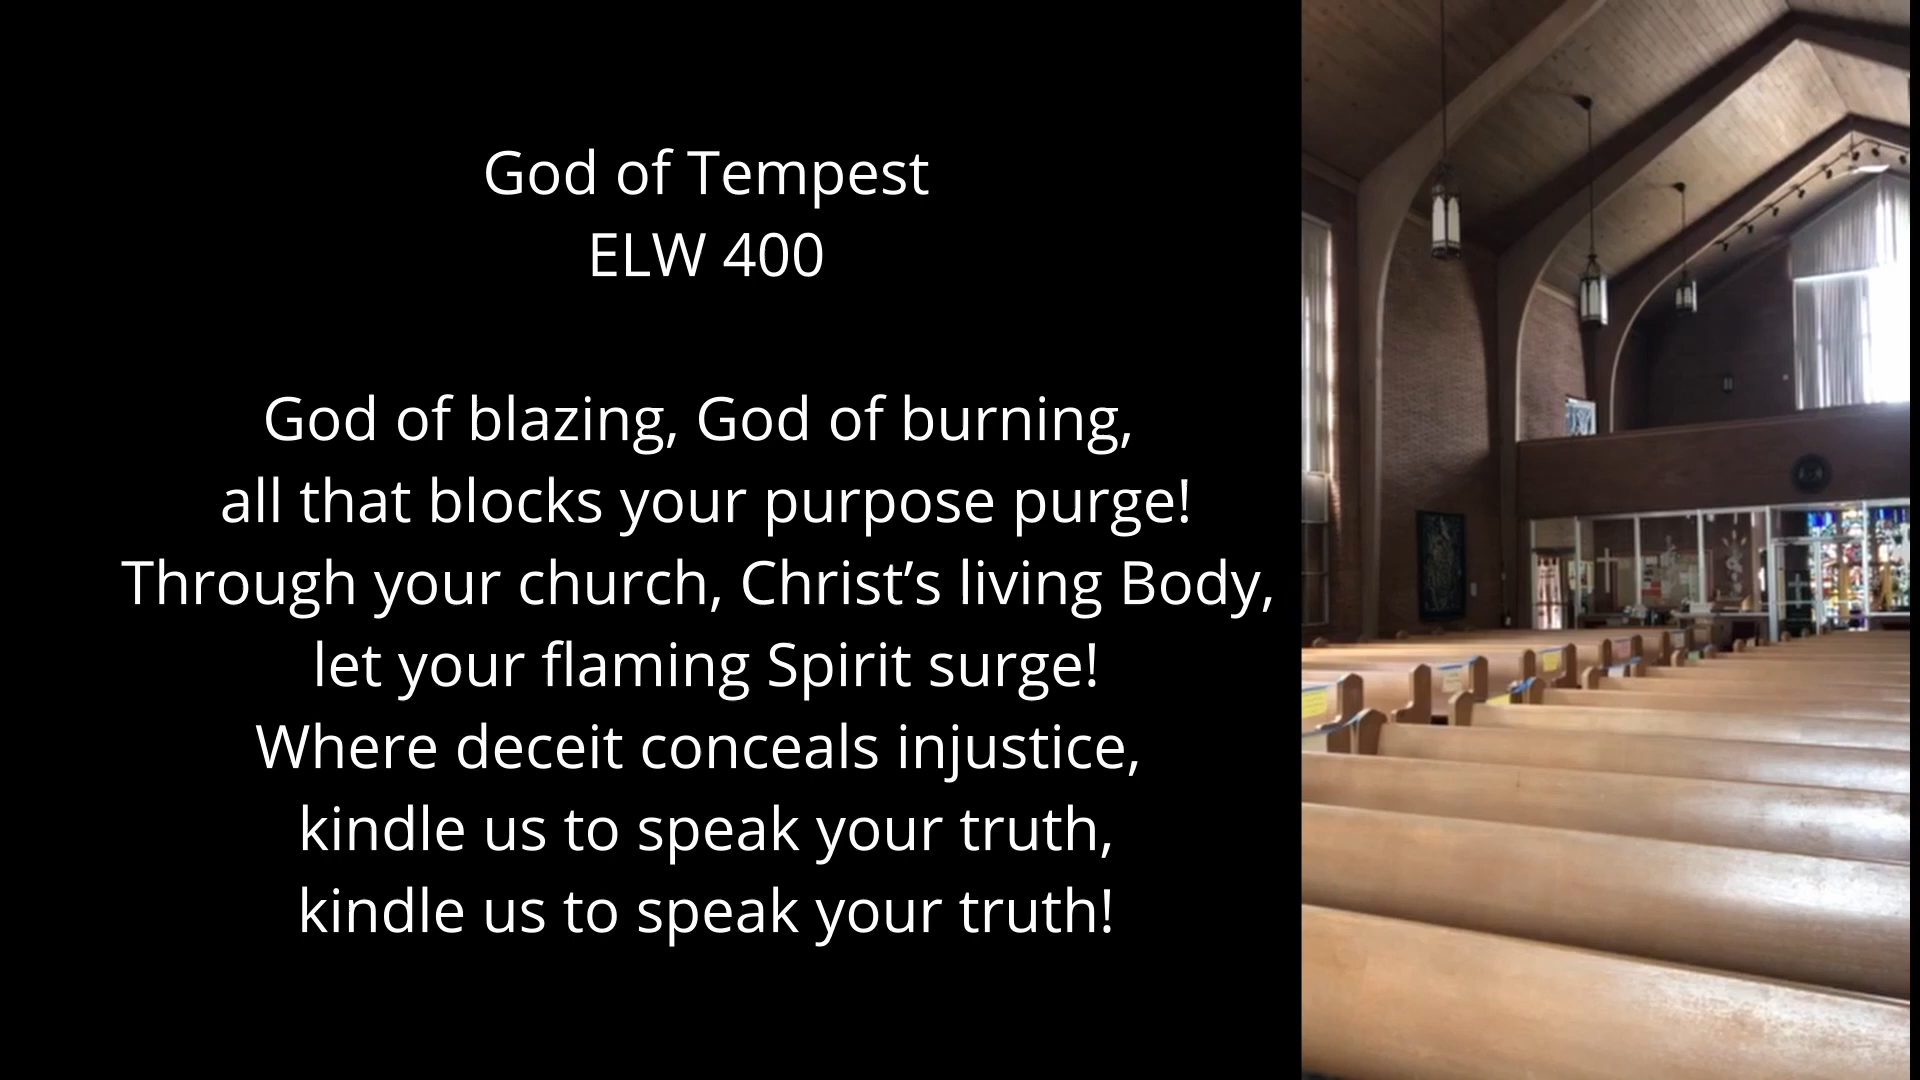 God of Tempest
ELW 400
God of blazing, God of burning,
all that blocks your purpose purge!
Through your church, Christ’s living Body,
let your flaming Spirit surge!
Where deceit conceals injustice,
kindle us to speak your truth,
kindle us to speak your truth!